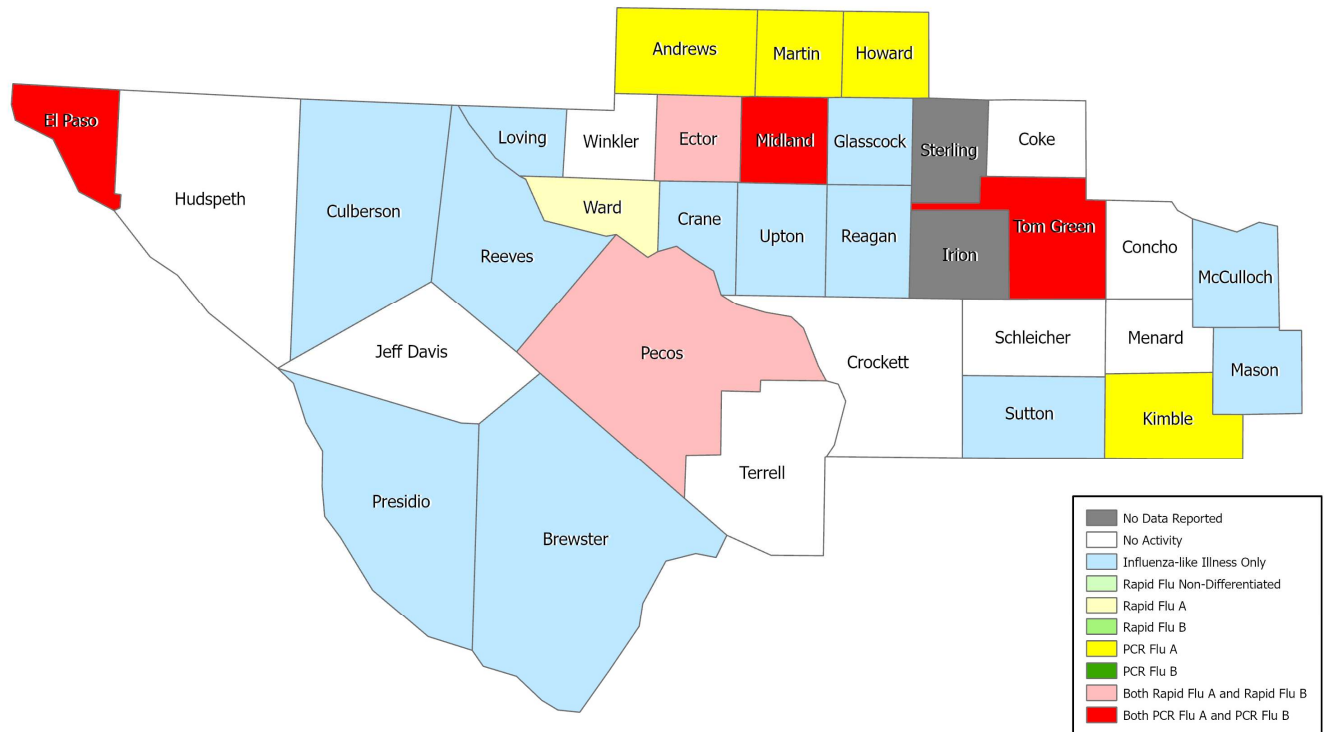 Andrews
Martin
Howard
El Paso
Hudspeth
Culberson
Loving
Winkler
Ector
Midland
Glasscock
Sterling
Coke
Reeves
Ward
Crane
Upton
Reagan
Irion
Tom Green
Concho
McCulloch
Jeff Davis
Pecos
Crockett
Schleicher
Menard
Mason
Sutton
Kimble
Presidio
Brewster
Terrell
No Data Reported
No Activity
Influenza-like Illness Only
Rapid Flu Non-Differentiated
Rapid Flu A
Rapid Flu B
PCR Flu A
PCR Flu B
Both Rapid Flu A and Rapid Flu B
Both PCR Flu A and PCR Flu B